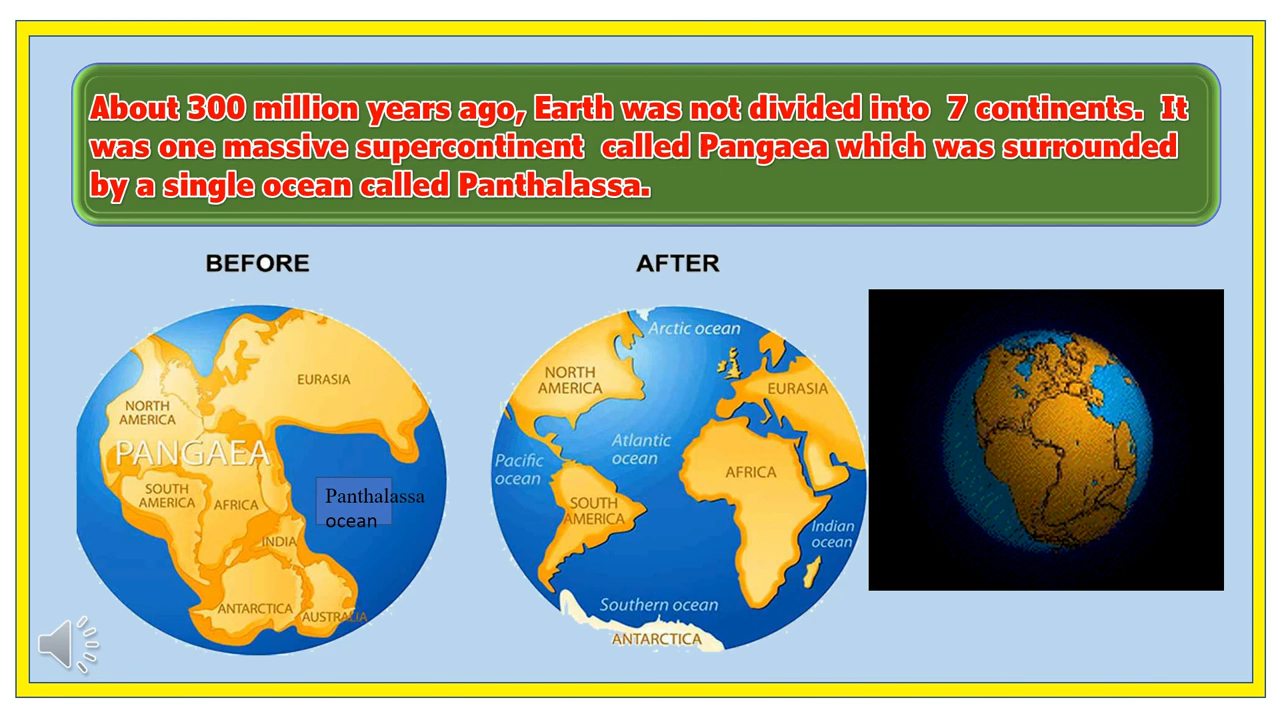 About 300 million years ago, Earth was not divided into  7 continents.  It
was one massive supercontinent  called Pangaea which was surrounded
by a single ocean called Panthalassa.
BEFORE
EURASIA
NORTH
AMERICA
PANGAEA
SOUTH
AMERICA
AFRICA
Panthalassa
ocean
INDIA
ANTARCTICA
AUSTRALIA
AFTER
Arctic ocean
NORTH
AMERICA
EURASIA
Atlantic
ocean
Pacific
ocean
AFRICA
SOUTH
AMERICA
Indian
ocean
Southern ocean
ANTARCTICA